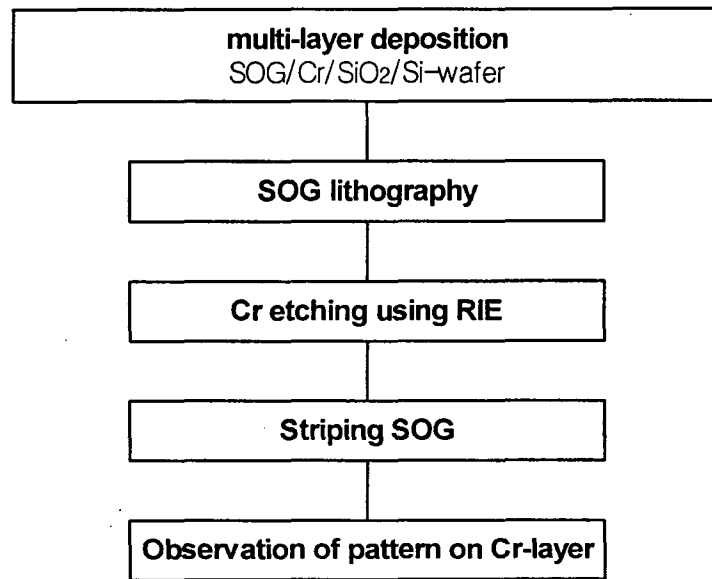 multi-layer deposition
SOG/Cr/SiO2/Si-wafer
SOG lithography
Cr etching using RIE
Striping SOG
Observation of pattern on Cr-layer